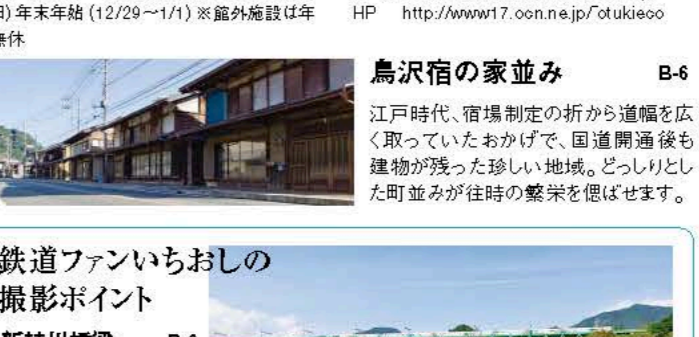 日) 年末年始 (12/29～1/1) ※館外施設は年
無休
HP http://www17.ocn.ne.jp/~otukieco
鳥沢宿の家並み B-6
江戸時代、宿場制定の折から道幅を広
く取っていたおかげで、国道開通後も
建物が残った珍しい地域。どっしりとし
た町並みが往時の繁栄を偲ばせます。
鉄道ファンいちおしの
撮影ポイント